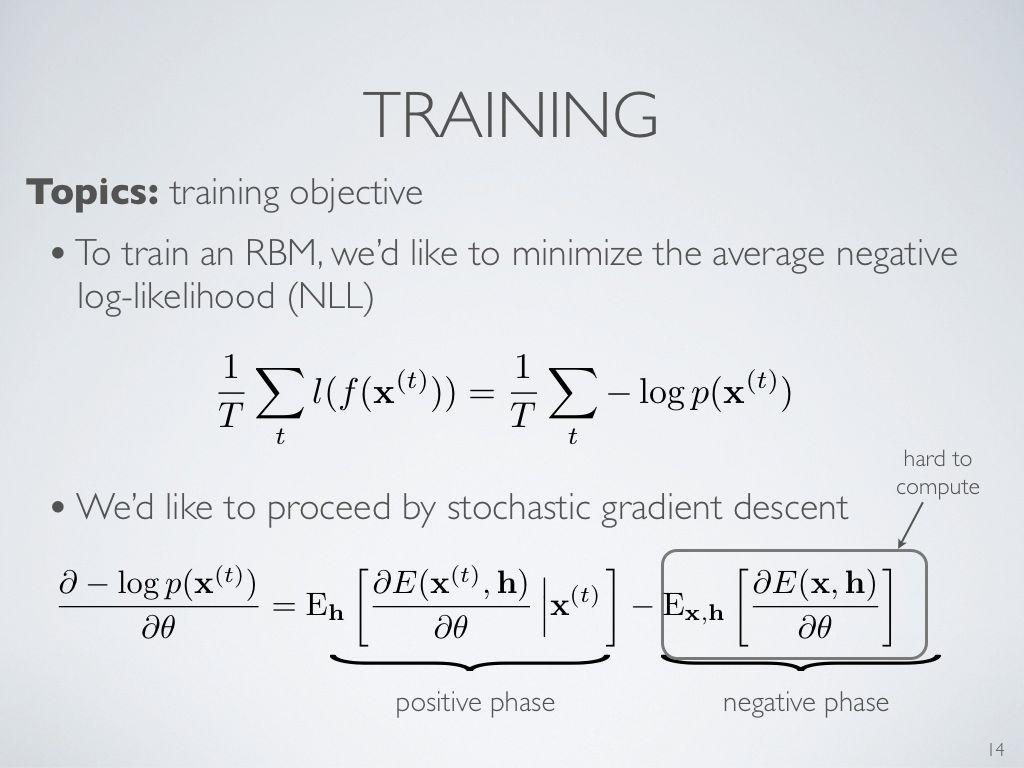 TRAINING
Topics: training objective
• To train an RBM, we’d like to minimize the average negative
log-likelihood (NLL)
$\frac{1}{T} \sum_{t} l(f(\mathbf{x}^{(t)})) = \frac{1}{T} \sum_{t} -\log p(\mathbf{x}^{(t)})$
hard to
compute
• We’d like to proceed by stochastic gradient descent
$\frac{\partial -\log p(\mathbf{x}^{(t)})}{\partial \theta} = \mathrm{E}_{\mathbf{h}} \left[ \frac{\partial E(\mathbf{x}^{(t)}, \mathbf{h})}{\partial \theta} \middle| \mathbf{x}^{(t)} \right] - \mathrm{E}_{\mathbf{x},\mathbf{h}} \left[ \frac{\partial E(\mathbf{x}, \mathbf{h})}{\partial \theta} \right]$
positive phase negative phase
14